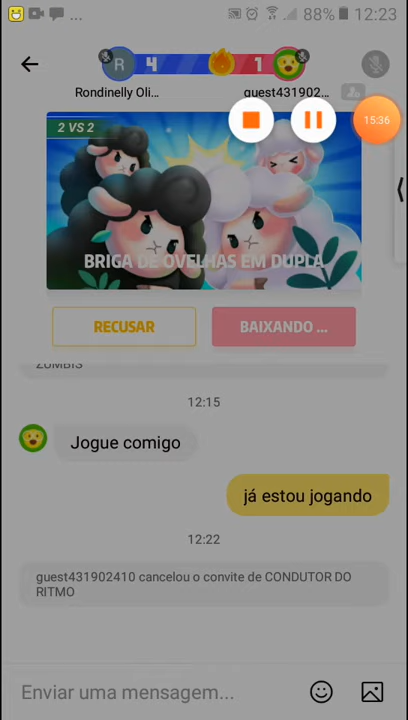 ... 88% 12:23
R 4 1
Rondinelly Oli... guest431902...
15:36
2 VS 2
BRIGA DE OVELHAS EM DUPLA
RECUSAR BAIXANDO ...
ZUMBIS
12:15
Jogue comigo
já estou jogando
12:22
guest431902410 cancelou o convite de CONDUTOR DO
RITMO
Enviar uma mensagem...